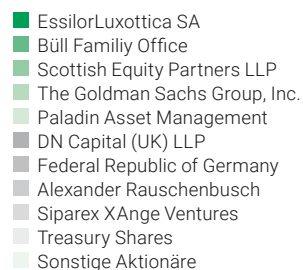 EssilorLuxottica SA
Büll Familiy Office
Scottish Equity Partners LLP
The Goldman Sachs Group, Inc.
Paladin Asset Management
DN Capital (UK) LLP
Federal Republic of Germany
Alexander Rauschenbusch
Siparex XAnge Ventures
Treasury Shares
Sonstige Aktionäre